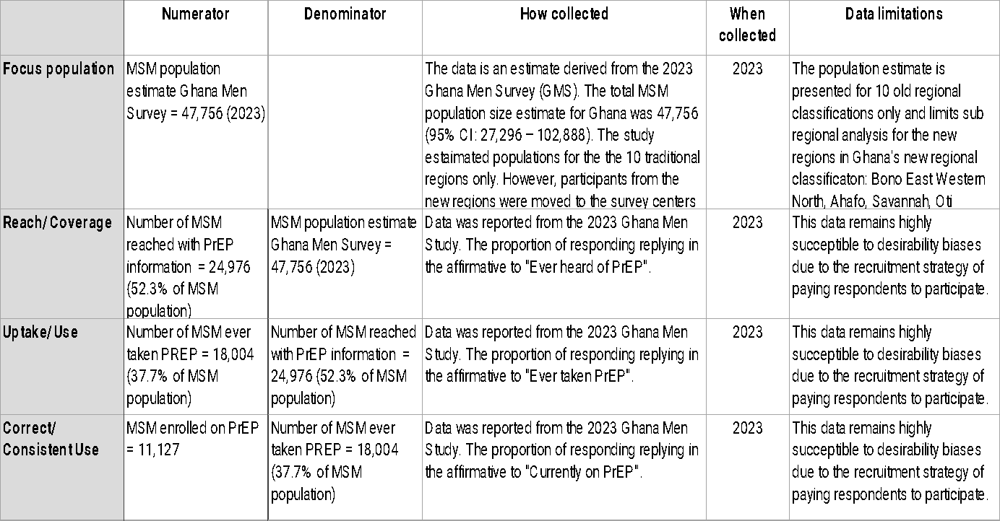 Numerator
Denominator
How collected
When
collected
Data limitations
Focus population
MSM population
estimate Ghana Men
Survey = 47,756 (2023)
The data is an estimate derived from the 2023
Ghana Men Survey (GMS). The total MSM
population size estimate for Ghana was 47,756
(95% CI: 27,296 – 102,888). The study
estaimated populations for the the 10 traditional
regions only. However, participants from the
new regions were moved to the survey centers
2023
The population estimate is
presented for 10 old regional
classifications only and limits sub
regional analysis for the new
regions in Ghana's new regional
classificaton: Bono East Western
North, Ahafo, Savannah, Oti
Reach/ Coverage
Number of MSM
reached with PrEP
information = 24,976
(52.3% of MSM
population)
MSM population estimate
Ghana Men Survey =
47,756 (2023)
Data was reported from the 2023 Ghana Men
Study. The proportion of responding replying in
the affirmative to "Ever heard of PrEP".
2023
This data remains highly
succeptible to desirability biases
due to the recruitment strategy of
paying respondents to participate.
Uptake/ Use
Number of MSM ever
taken PREP = 18,004
(37.7% of MSM
population)
Number of MSM reached
with PrEP information =
24,976 (52.3% of MSM
population)
Data was reported from the 2023 Ghana Men
Study. The proportion of responding replying in
the affirmative to "Ever taken PrEP".
2023
This data remains highly
succeptible to desirability biases
due to the recruitment strategy of
paying respondents to participate.
Correct/
Consistent Use
MSM enrolled on PrEP
= 11,127
Number of MSM ever
taken PREP = 18,004
(37.7% of MSM
population)
Data was reported from the 2023 Ghana Men
Study. The proportion of responding replying in
the affirmative to "Currently on PrEP".
2023
This data remains highly
succeptible to desirability biases
due to the recruitment strategy of
paying respondents to participate.